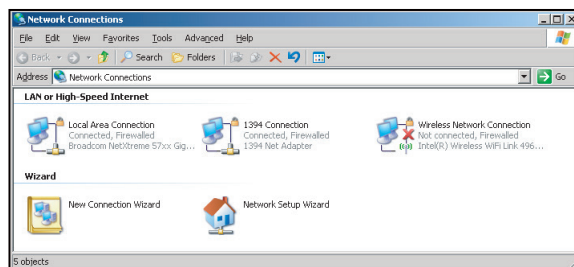 Network Connections
File Edit View Favorites Tools Advanced Help
Back Search Folders
Address Network Connections Go
LAN or High-Speed Internet
Local Area Connection
Connected, Firewalled
Broadcom NetXtreme 57xx Gig...
1394 Connection
Connected, Firewalled
1394 Net Adapter
Wireless Network Connection
Not connected, Firewalled
Intel(R) Wireless WiFi Link 496...
Wizard
New Connection Wizard
Network Setup Wizard
5 objects